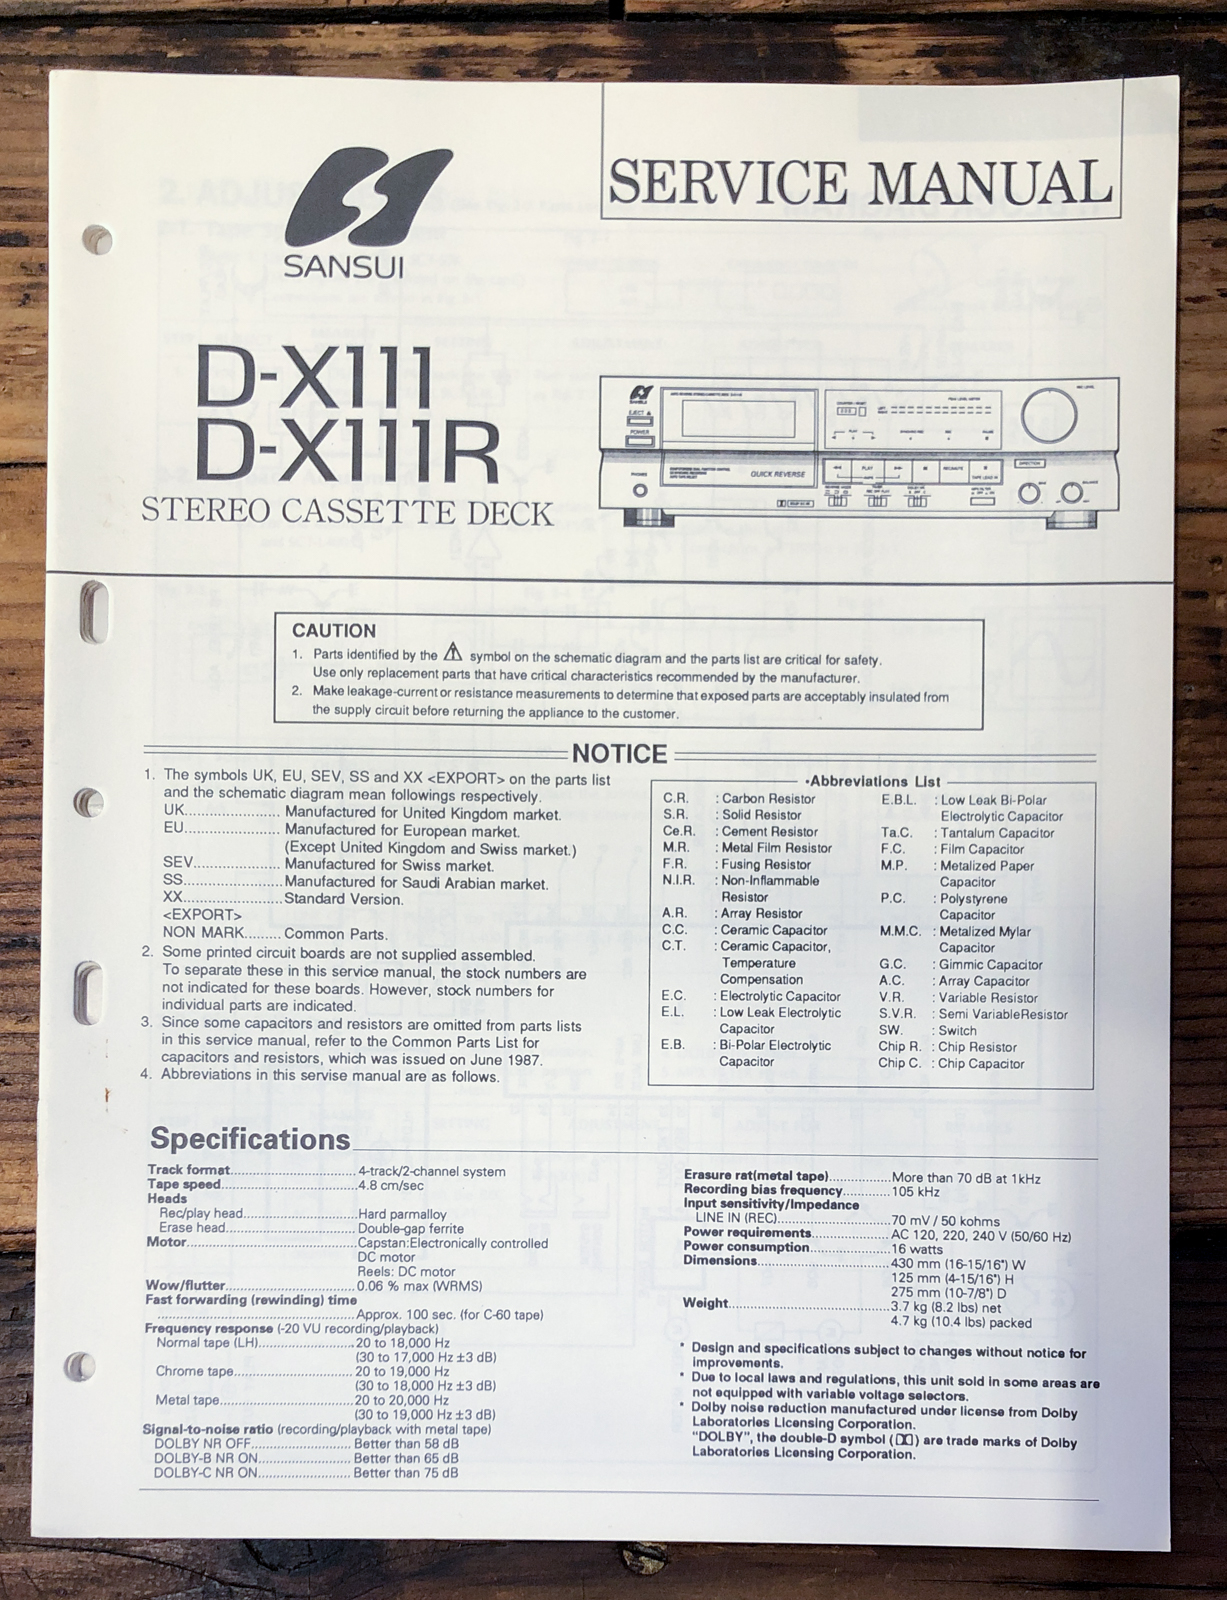 SERVICE MANUAL
SANSUI
D-X111
D-X111R
STEREO CASSETTE DECK
SANSUI
EJECT
POWER
PHONES
QUICK REVERSE
PLAY
REC/MUTE
DIRECTION
BALANCE
CAUTION
1. Parts identified by the ⚠ symbol on the schematic diagram and the parts list are critical for safety.
Use only replacement parts that have critical characteristics recommended by the manufacturer.
2. Make leakage-current or resistance measurements to determine that exposed parts are acceptably insulated from
the supply circuit before returning the appliance to the customer.
NOTICE
1. The symbols UK, EU, SEV, SS and XX <EXPORT> on the parts list
and the schematic diagram mean followings respectively.
UK....................... Manufactured for United Kingdom market.
EU....................... Manufactured for European market.
(Except United Kingdom and Swiss market.)
SEV..................... Manufactured for Swiss market.
SS....................... Manufactured for Saudi Arabian market.
XX....................... Standard Version.
<EXPORT>
NON MARK......... Common Parts.
2. Some printed circuit boards are not supplied assembled.
To separate these in this service manual, the stock numbers are
not indicated for these boards. However, stock numbers for
individual parts are indicated.
3. Since some capacitors and resistors are omitted from parts lists
in this service manual, refer to the Common Parts List for
capacitors and resistors, which was issued on June 1987.
4. Abbreviations in this servise manual are as follows.
•Abbreviations List
C.R. : Carbon Resistor
S.R. : Solid Resistor
Ce.R. : Cement Resistor
M.R. : Metal Film Resistor
F.R. : Fusing Resistor
N.I.R. : Non-Inflammable
Resistor
A.R. : Array Resistor
C.C. : Ceramic Capacitor
C.T. : Ceramic Capacitor,
Temperature
Compensation
E.C. : Electrolytic Capacitor
E.L. : Low Leak Electrolytic
Capacitor
E.B. : Bi-Polar Electrolytic
Capacitor
E.B.L. : Low Leak Bi-Polar
Electrolytic Capacitor
Ta.C. : Tantalum Capacitor
F.C. : Film Capacitor
M.P. : Metalized Paper
Capacitor
P.C. : Polystyrene
Capacitor
M.M.C. : Metalized Mylar
Capacitor
G.C. : Gimmic Capacitor
A.C. : Array Capacitor
V.R. : Variable Resistor
S.V.R. : Semi VariableResistor
SW. : Switch
Chip R. : Chip Resistor
Chip C. : Chip Capacitor
Specifications
Track format............................... 4-track/2-channel system
Tape speed................................. 4.8 cm/sec
Heads
Rec/play head........................... Hard parmalloy
Erase head................................ Double-gap ferrite
Motor.......................................... Capstan:Electronically controlled
DC motor
Reels: DC motor
Wow/flutter................................ 0.06 % max (WRMS)
Fast forwarding (rewinding) time
................................................. Approx. 100 sec. (for C-60 tape)
Frequency response (-20 VU recording/playback)
Normal tape (LH)....................... 20 to 18,000 Hz
(30 to 17,000 Hz ±3 dB)
Chrome tape............................. 20 to 19,000 Hz
(30 to 18,000 Hz ±3 dB)
Metal tape................................. 20 to 20,000 Hz
(30 to 19,000 Hz ±3 dB)
Signal-to-noise ratio (recording/playback with metal tape)
DOLBY NR OFF......................... Better than 58 dB
DOLBY-B NR ON....................... Better than 65 dB
DOLBY-C NR ON....................... Better than 75 dB
Erasure rat(metal tape)............... More than 70 dB at 1kHz
Recording bias frequency............ 105 kHz
Input sensitivity/Impedance
LINE IN (REC)............................ 70 mV / 50 kohms
Power requirements................... AC 120, 220, 240 V (50/60 Hz)
Power consumption.................... 16 watts
Dimensions................................. 430 mm (16-15/16") W
125 mm (4-15/16") H
275 mm (10-7/8") D
Weight........................................ 3.7 kg (8.2 lbs) net
4.7 kg (10.4 lbs) packed
* Design and specifications subject to changes without notice for
improvements.
* Due to local laws and regulations, this unit sold in some areas are
not equipped with variable voltage selectors.
* Dolby noise reduction manufactured under license from Dolby
Laboratories Licensing Corporation.
"DOLBY", the double-D symbol ( ) are trade marks of Dolby
Laboratories Licensing Corporation.